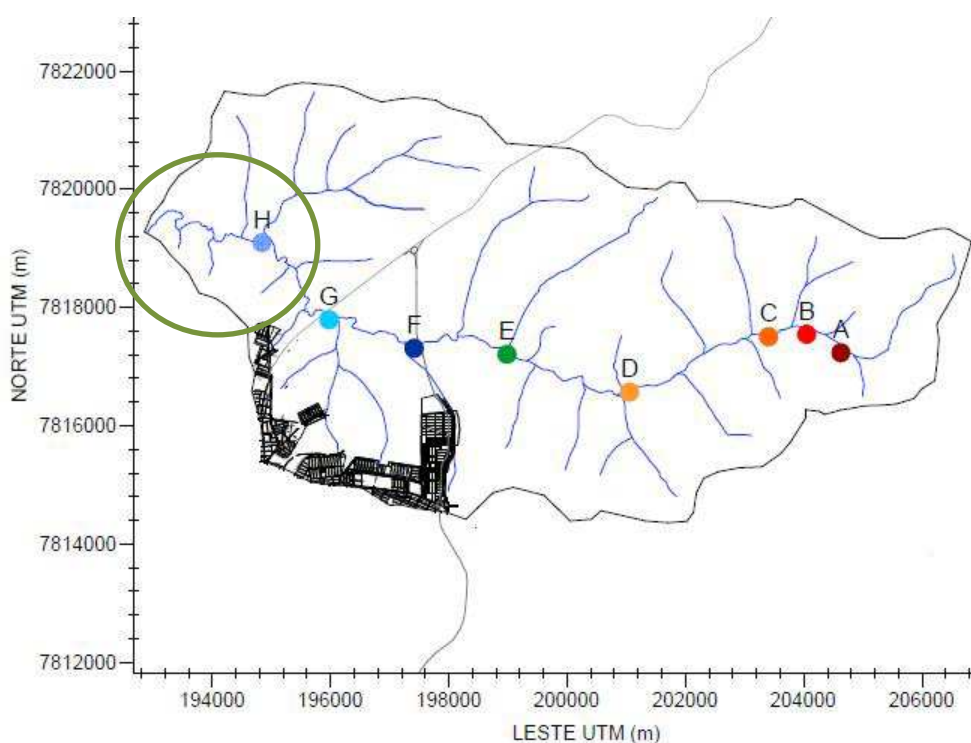 7822000
7820000
7818000
7816000
7814000
7812000
NORTE UTM (m)
H
G
F
E
D
C
B
A
194000 196000 198000 200000 202000 204000 206000
LESTE UTM (m)